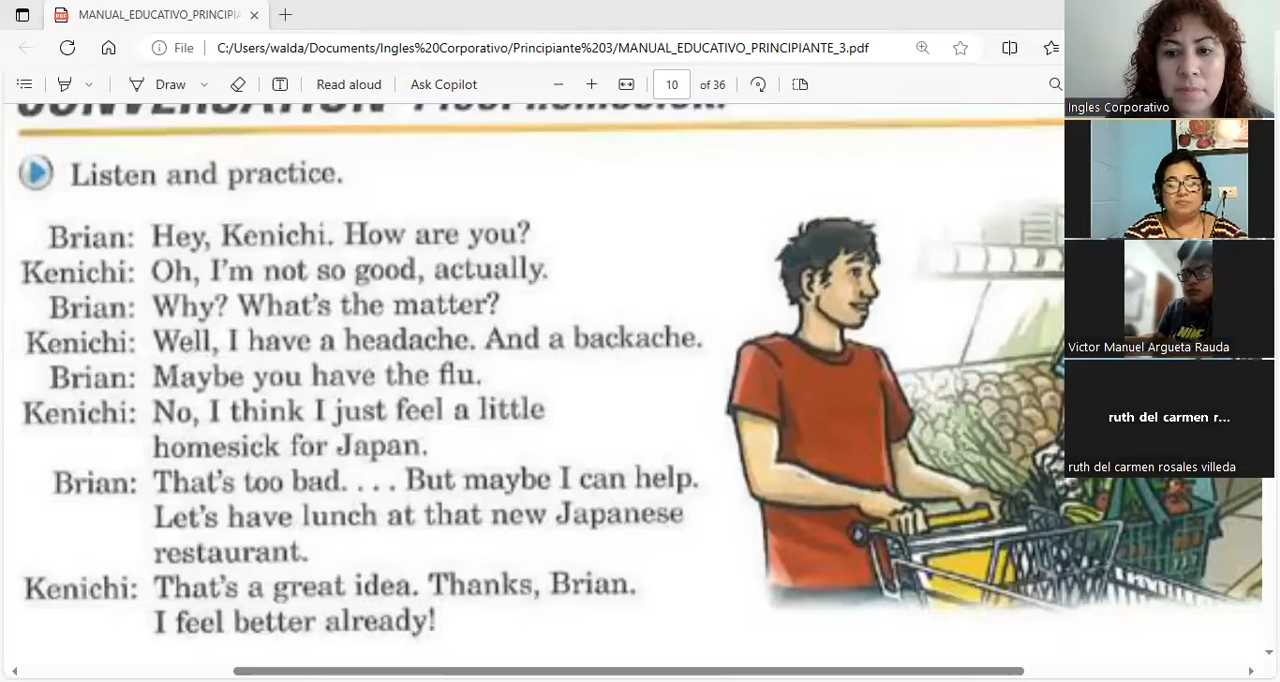 MANUAL_EDUCATIVO_PRINCIPIA
File
C:/Users/walda/Documents/Ingles%20Corporativo/Principiante%203/MANUAL_EDUCATIVO_PRINCIPIANTE_3.pdf
Draw
Read aloud
Ask Copilot
10 of 36
CONVERSATION
Listen and practice.
Brian: Hey, Kenichi. How are you?
Kenichi: Oh, I'm not so good, actually.
Brian: Why? What's the matter?
Kenichi: Well, I have a headache. And a backache.
Brian: Maybe you have the flu.
Kenichi: No, I think I just feel a little
homesick for Japan.
Brian: That's too bad. . . . But maybe I can help.
Let's have lunch at that new Japanese
restaurant.
Kenichi: That's a great idea. Thanks, Brian.
I feel better already!
Ingles Corporativo
Victor Manuel Argueta Rauda
ruth del carmen r...
ruth del carmen rosales villeda